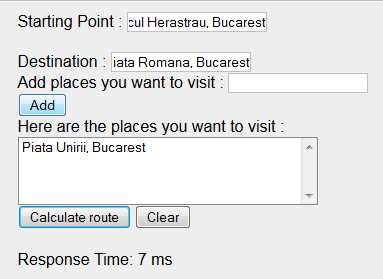 Starting Point : cul Herastrau, Bucarest
Destination : iata Romana, Bucarest
Add places you want to visit :
Add
Here are the places you want to visit :
Piata Unirii, Bucarest
Calculate route Clear
Response Time: 7 ms